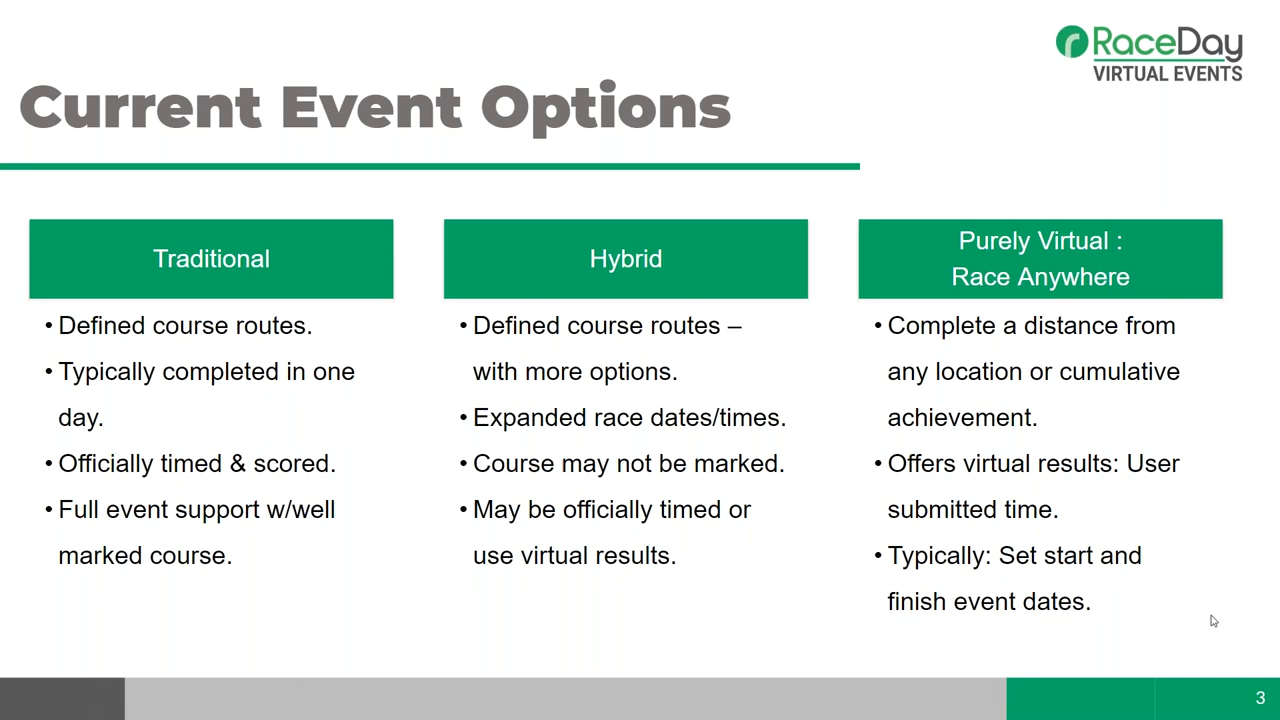 RaceDay
VIRTUAL EVENTS
Current Event Options
Traditional
• Defined course routes.
• Typically completed in one
day.
• Officially timed & scored.
• Full event support w/well
marked course.
Hybrid
• Defined course routes –
with more options.
• Expanded race dates/times.
• Course may not be marked.
• May be officially timed or
use virtual results.
Purely Virtual :
Race Anywhere
• Complete a distance from
any location or cumulative
achievement.
• Offers virtual results: User
submitted time.
• Typically: Set start and
finish event dates.
3